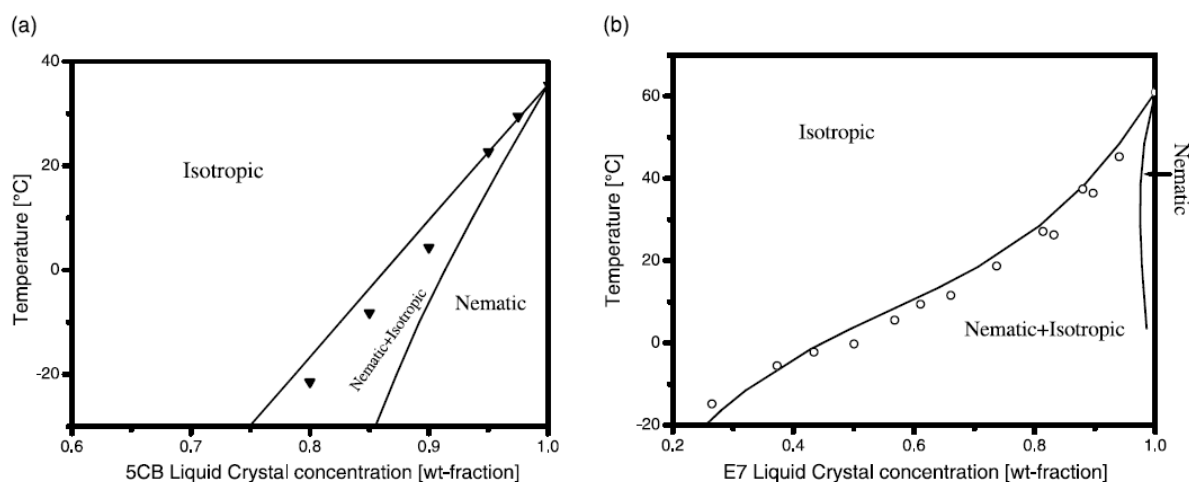 (a)
40
20
0
-20
Temperature [°C]
Isotropic
Nematic+Isotropic
Nematic
0.6 0.7 0.8 0.9 1.0
5CB Liquid Crystal concentration [wt-fraction]
(b)
60
40
20
0
-20
Temperature [°C]
Isotropic
Nematic
Nematic+Isotropic
0.2 0.4 0.6 0.8 1.0
E7 Liquid Crystal concentration [wt-fraction]